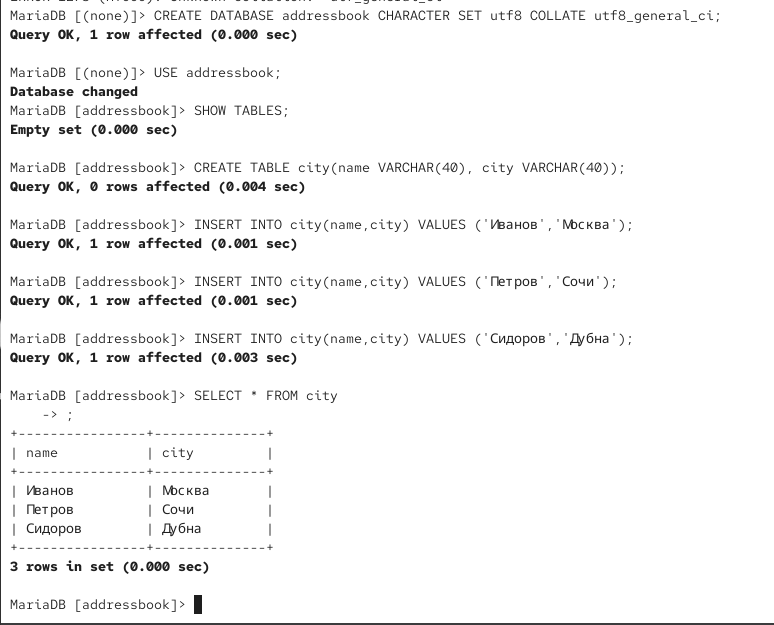 MariaDB [(none)]> CREATE DATABASE addressbook CHARACTER SET utf8 COLLATE utf8_general_ci;
Query OK, 1 row affected (0.000 sec)
MariaDB [(none)]> USE addressbook;
Database changed
MariaDB [addressbook]> SHOW TABLES;
Empty set (0.000 sec)
MariaDB [addressbook]> CREATE TABLE city(name VARCHAR(40), city VARCHAR(40));
Query OK, 0 rows affected (0.004 sec)
MariaDB [addressbook]> INSERT INTO city(name,city) VALUES ('Иванов','Москва');
Query OK, 1 row affected (0.001 sec)
MariaDB [addressbook]> INSERT INTO city(name,city) VALUES ('Петров','Сочи');
Query OK, 1 row affected (0.001 sec)
MariaDB [addressbook]> INSERT INTO city(name,city) VALUES ('Сидоров','Дубна');
Query OK, 1 row affected (0.003 sec)
MariaDB [addressbook]> SELECT * FROM city
    -> ;
+----------------+--------------+
| name           | city         |
+----------------+--------------+
| Иванов         | Москва       |
| Петров         | Сочи         |
| Сидоров        | Дубна        |
+----------------+--------------+
3 rows in set (0.000 sec)
MariaDB [addressbook]>